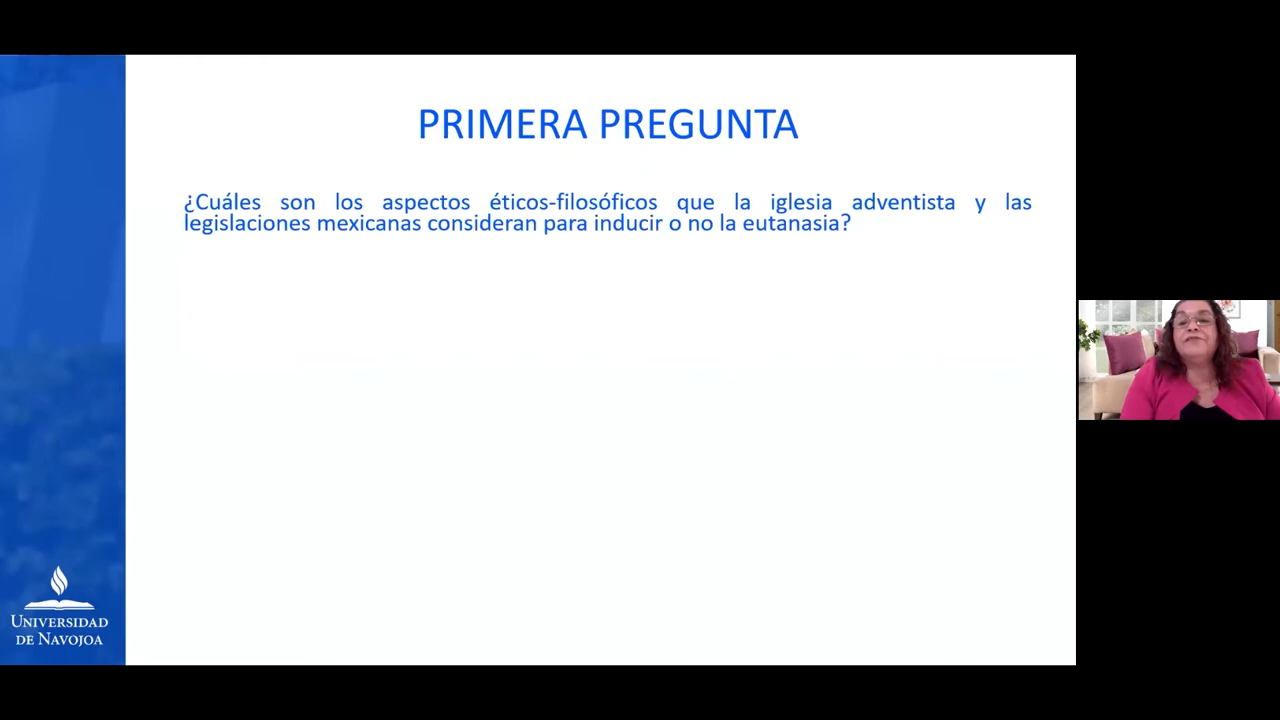 PRIMERA PREGUNTA
¿Cuáles son los aspectos éticos-filosóficos que la iglesia adventista y las
legislaciones mexicanas consideran para inducir o no la eutanasia?
UNIVERSIDAD
DE NAVOJOA